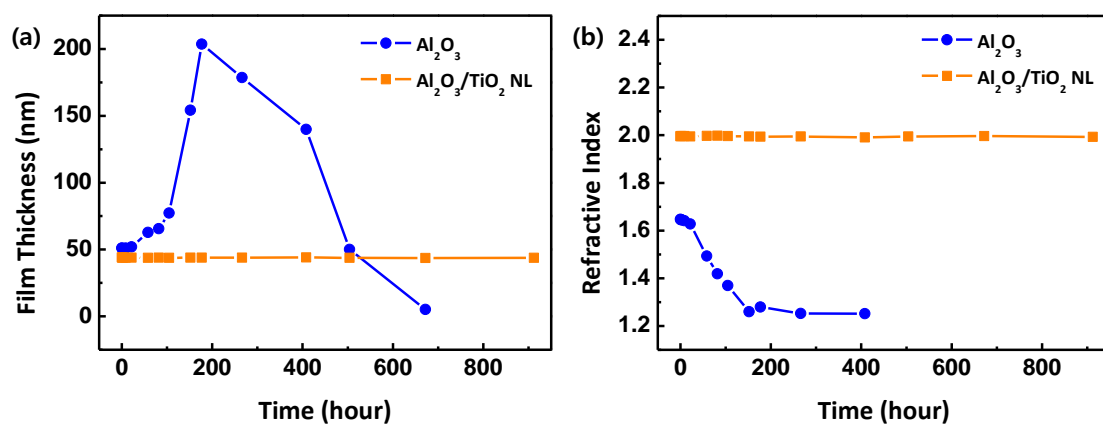 (a)
Film Thickness (nm)
200
150
100
50
0
Al₂O₃
Al₂O₃/TiO₂ NL
0 200 400 600 800
Time (hour)
(b)
Refractive Index
2.4
2.2
2.0
1.8
1.6
1.4
1.2
Al₂O₃
Al₂O₃/TiO₂ NL
0 200 400 600 800
Time (hour)